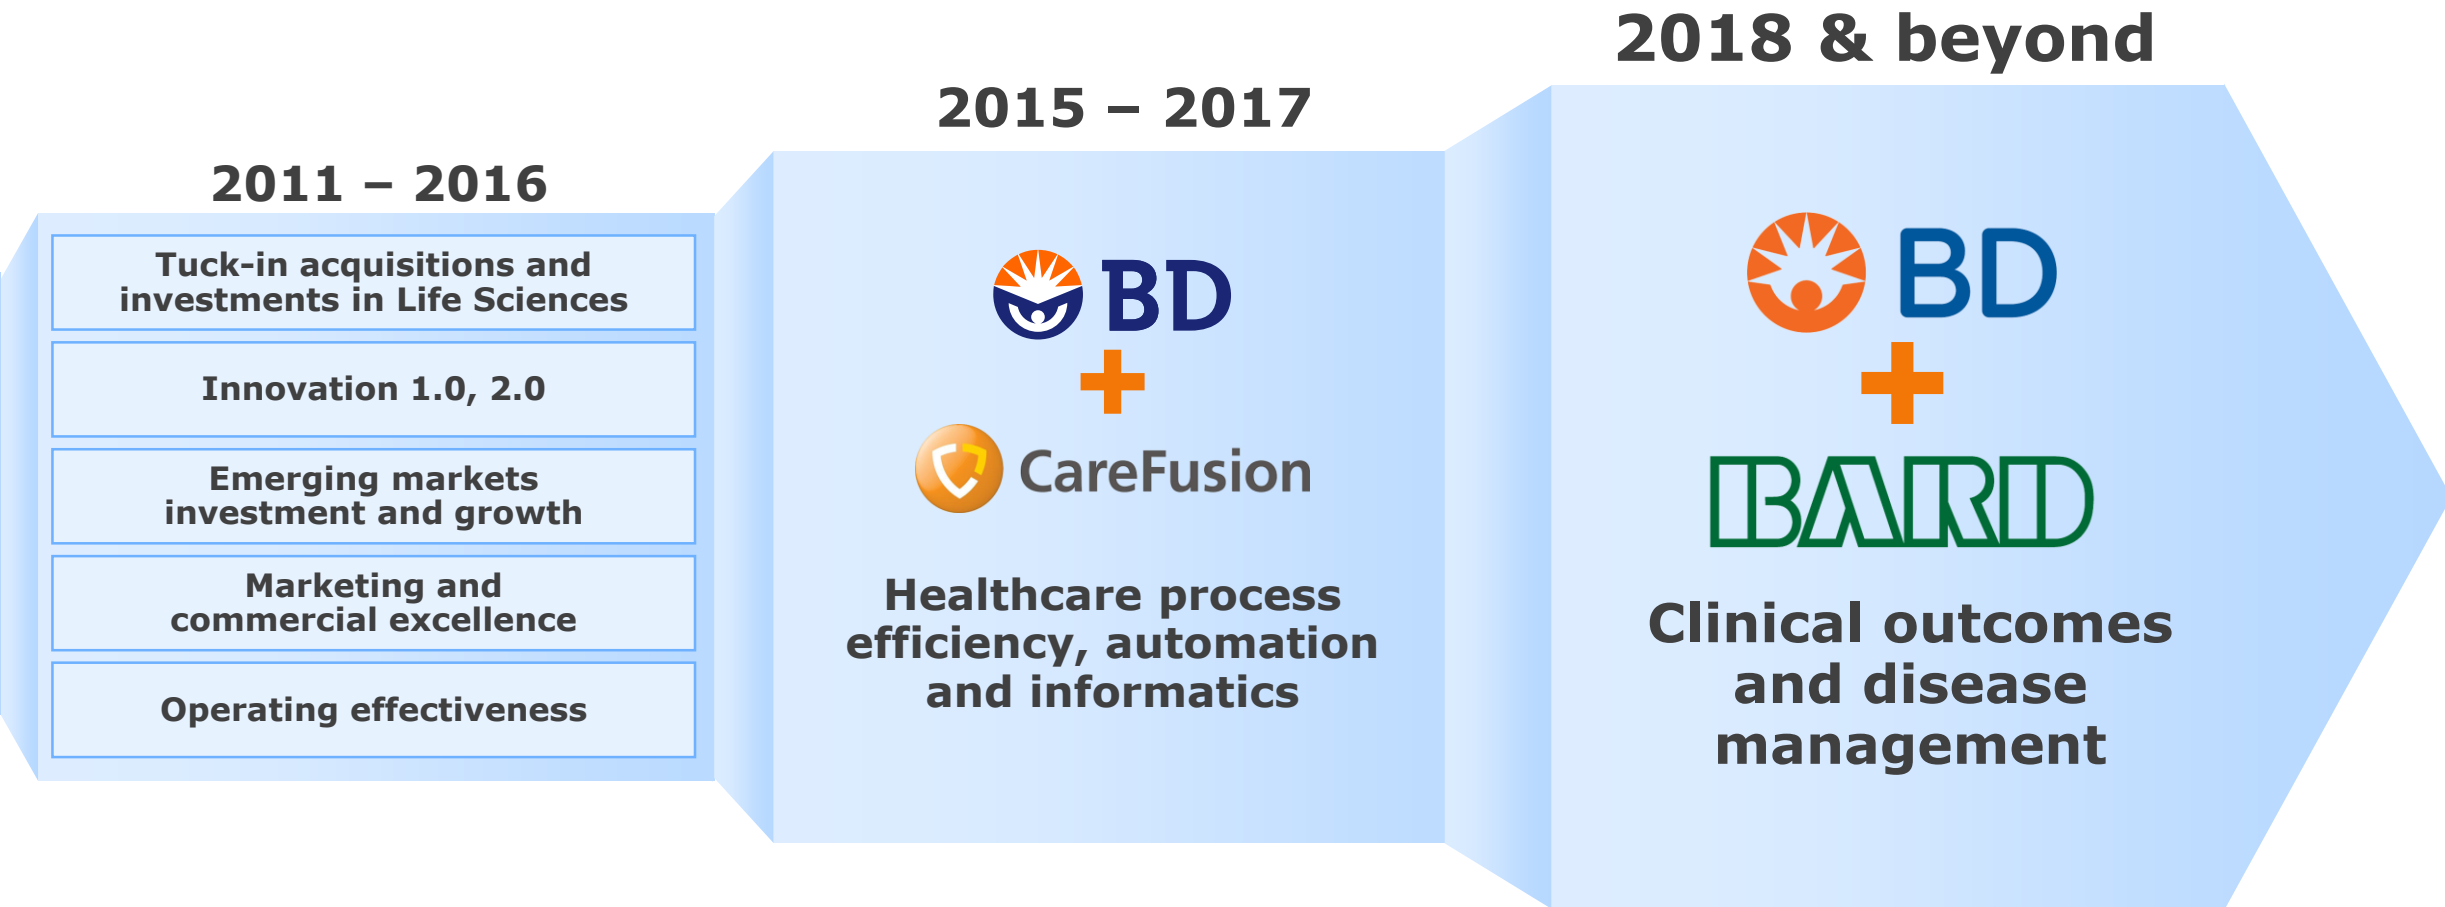 2011 – 2016
Tuck-in acquisitions and
investments in Life Sciences
Innovation 1.0, 2.0
Emerging markets
investment and growth
Marketing and
commercial excellence
Operating effectiveness
2015 – 2017
BD
+
CareFusion
Healthcare process
efficiency, automation
and informatics
2018 & beyond
BD
+
BARD
Clinical outcomes
and disease
management